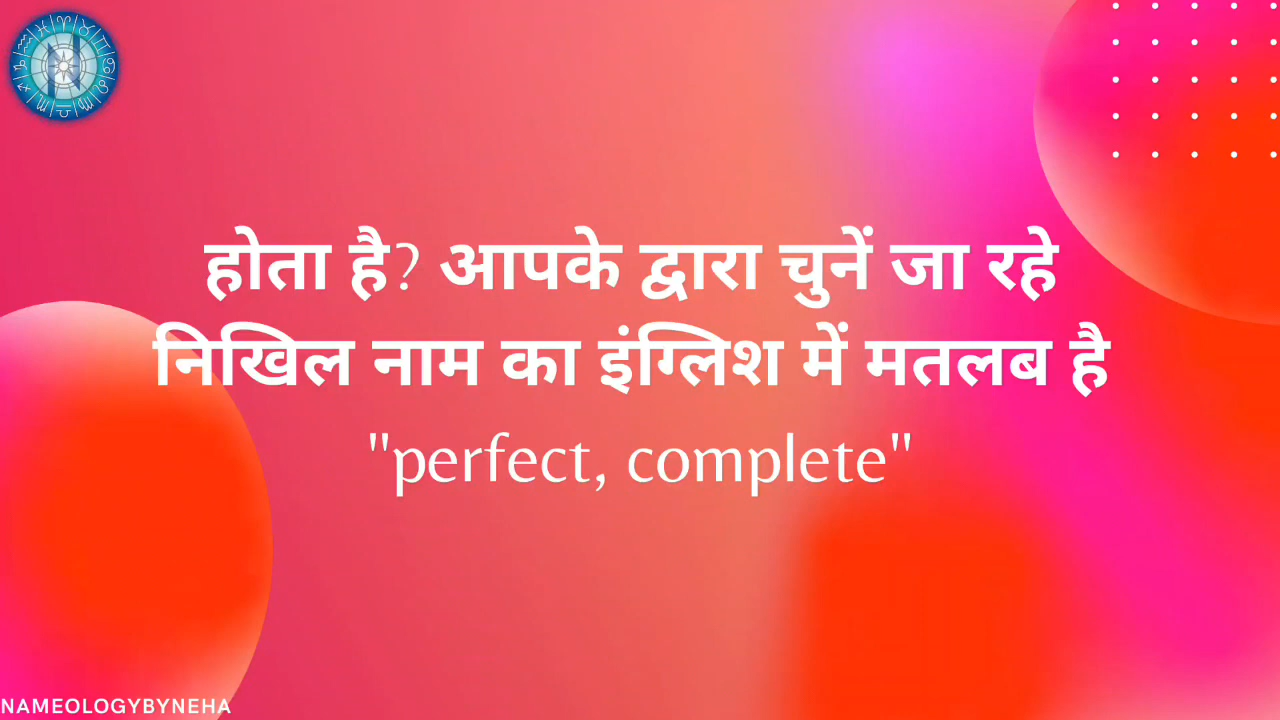 होता है? आपके द्वारा चुनें जा रहे
निखिल नाम का इंग्लिश में मतलब है
"perfect, complete"
NAMEOLOGYBYNEHA